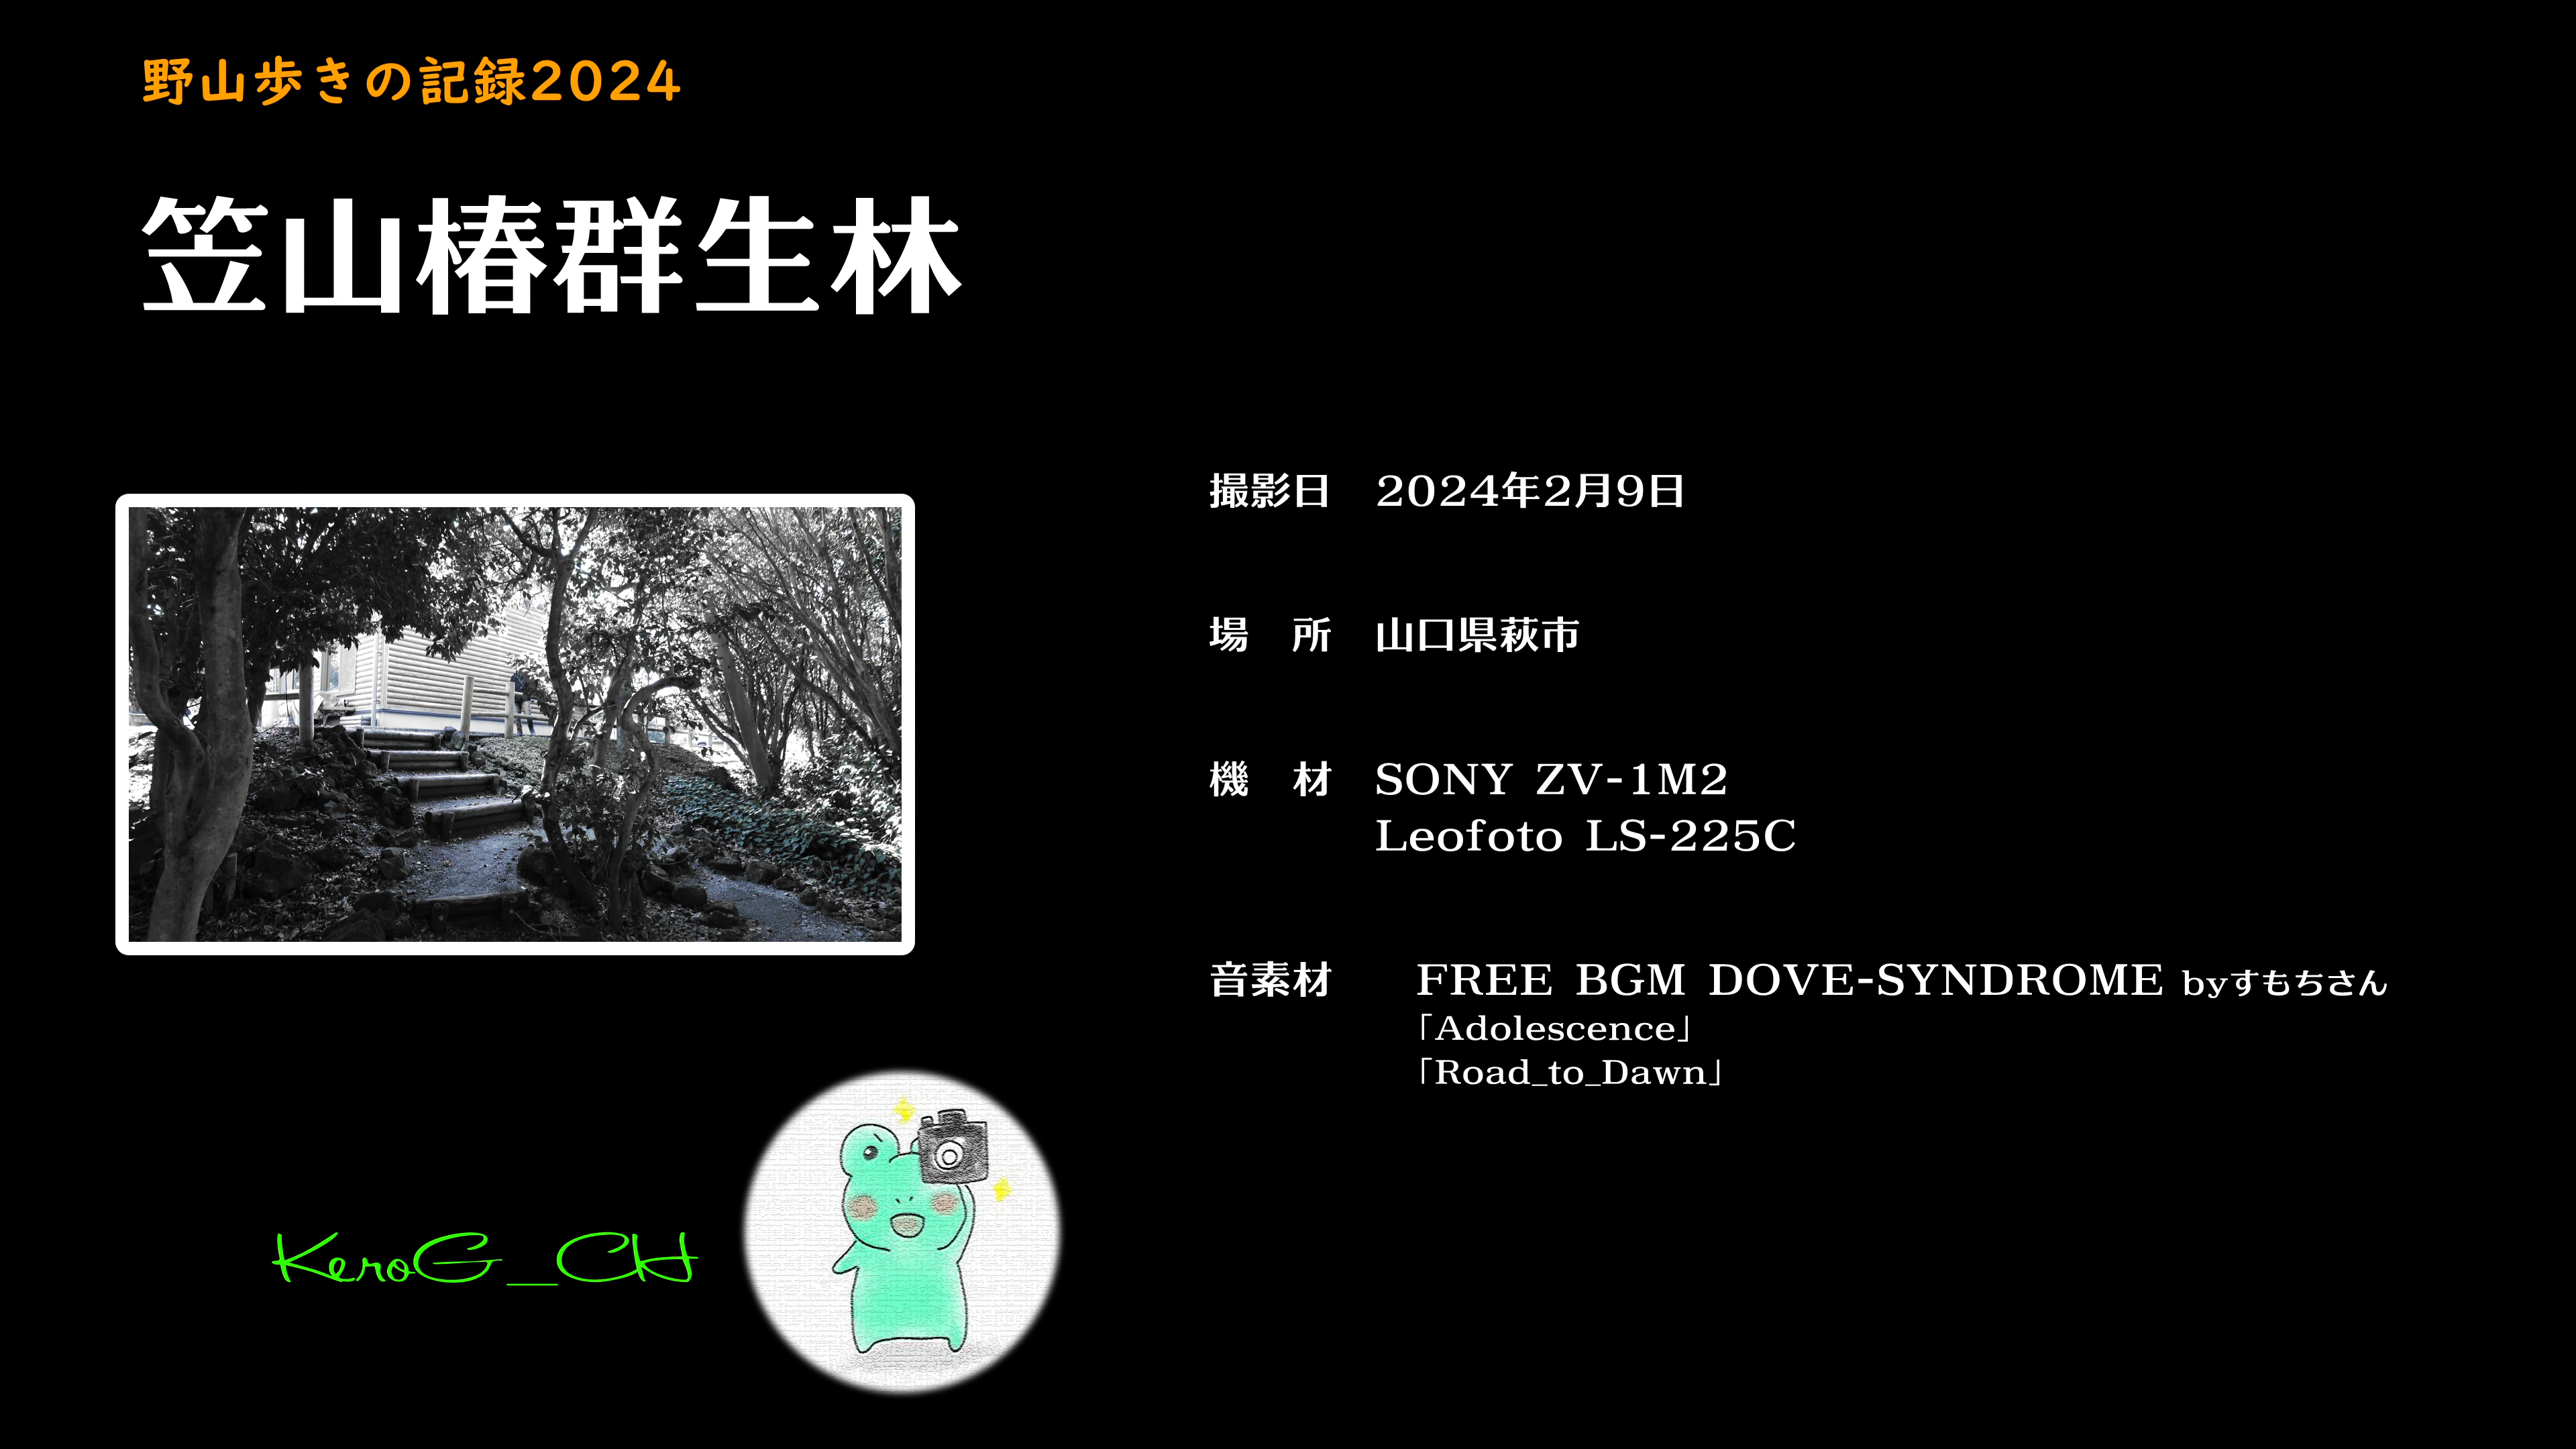 野山歩きの記録2024
笠山椿群生林
撮影日　2024年2月9日
場　所　山口県萩市
機　材　SONY ZV-1M2
Leofoto LS-225C
音素材　FREE BGM DOVE-SYNDROME byすもちさん
「Adolescence」
「Road_to_Dawn」
KeroG_CH